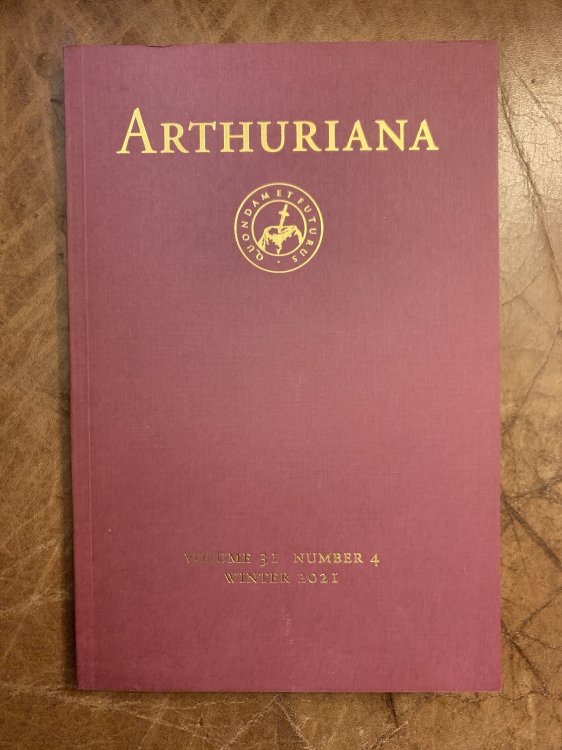 ARTHURIANA
QUONDAM ET FUTURUS ·
VOLUME 31 NUMBER 4
WINTER 2021